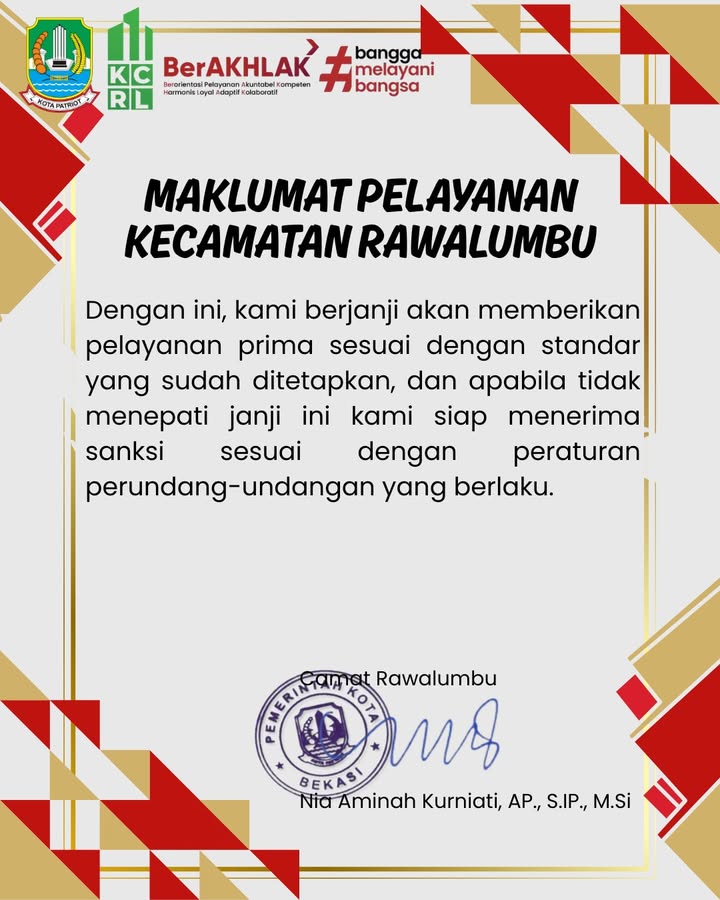 KOTA PATRIOT
KC
RL
BerAKHLAK
Berorientasi Pelayanan Akuntabel Kompeten
Harmonis Loyal Adaptif Kolaboratif
#bangga
melayani
bangsa
MAKLUMAT PELAYANAN
KECAMATAN RAWALUMBU
Dengan ini, kami berjanji akan memberikan
pelayanan prima sesuai dengan standar
yang sudah ditetapkan, dan apabila tidak
menepati janji ini kami siap menerima
sanksi sesuai dengan peraturan
perundang-undangan yang berlaku.
Camat Rawalumbu
PEMERINTAH KOTA
BEKASI
Nia Aminah Kurniati, AP., S.IP., M.Si